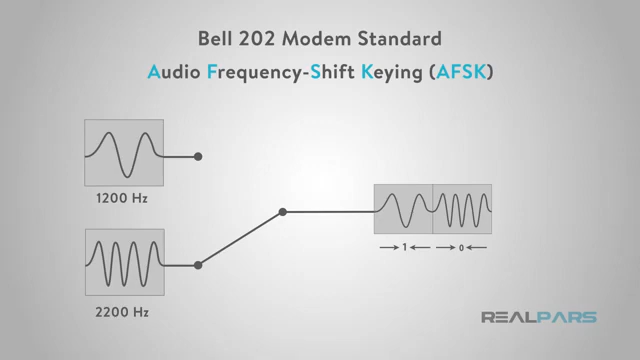 Bell 202 Modem Standard
Audio Frequency-Shift Keying (AFSK)
1200 Hz
1 0
2200 Hz
REALPARS